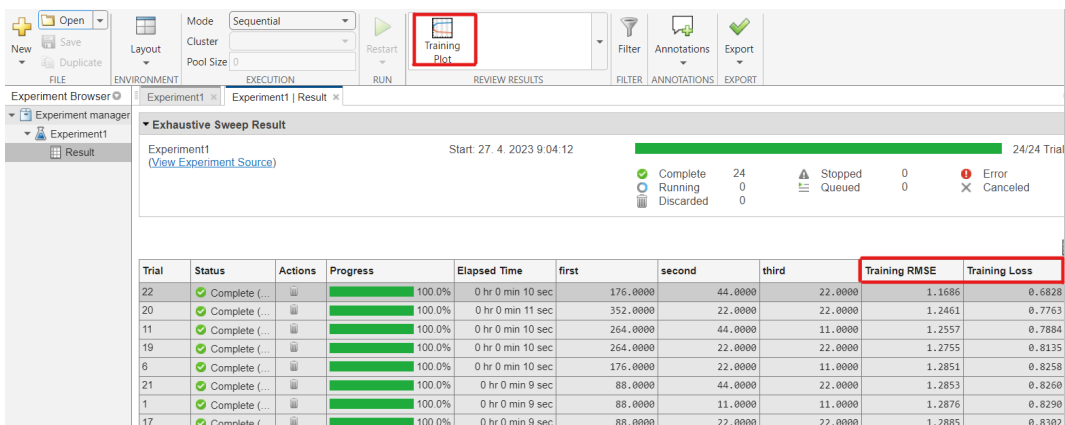 Open
New
Save
Duplicate
FILE
Layout
ENVIRONMENT
Mode Sequential
Cluster
Pool Size 0
EXECUTION
Restart
RUN
Training
Plot
REVIEW RESULTS
Filter
FILTER
Annotations
ANNOTATIONS
Export
EXPORT
Experiment Browser
Experiment manager
Experiment1
Result
Experiment1 × Experiment1 | Result ×
Exhaustive Sweep Result
Experiment1 Start: 27. 4. 2023 9:04:12 24/24 Trial
(View Experiment Source)
Complete 24 Stopped 0 Error
Running 0 Queued 0 Canceled
Discarded 0
Trial Status Actions Progress Elapsed Time first second third Training RMSE Training Loss
22 Complete (... 100.0% 0 hr 0 min 10 sec 176.0000 44.0000 22.0000 1.1686 0.6828
20 Complete (... 100.0% 0 hr 0 min 11 sec 352.0000 22.0000 22.0000 1.2461 0.7763
11 Complete (... 100.0% 0 hr 0 min 10 sec 264.0000 44.0000 11.0000 1.2557 0.7884
19 Complete (... 100.0% 0 hr 0 min 10 sec 264.0000 22.0000 22.0000 1.2755 0.8135
6 Complete (... 100.0% 0 hr 0 min 10 sec 176.0000 22.0000 11.0000 1.2851 0.8258
21 Complete (... 100.0% 0 hr 0 min 9 sec 88.0000 44.0000 22.0000 1.2853 0.8260
1 Complete (... 100.0% 0 hr 0 min 9 sec 88.0000 11.0000 11.0000 1.2876 0.8290
17 Complete (... 100.0% 0 hr 0 min 9 sec 88.0000 22.0000 22.0000 1.2885 0.8302